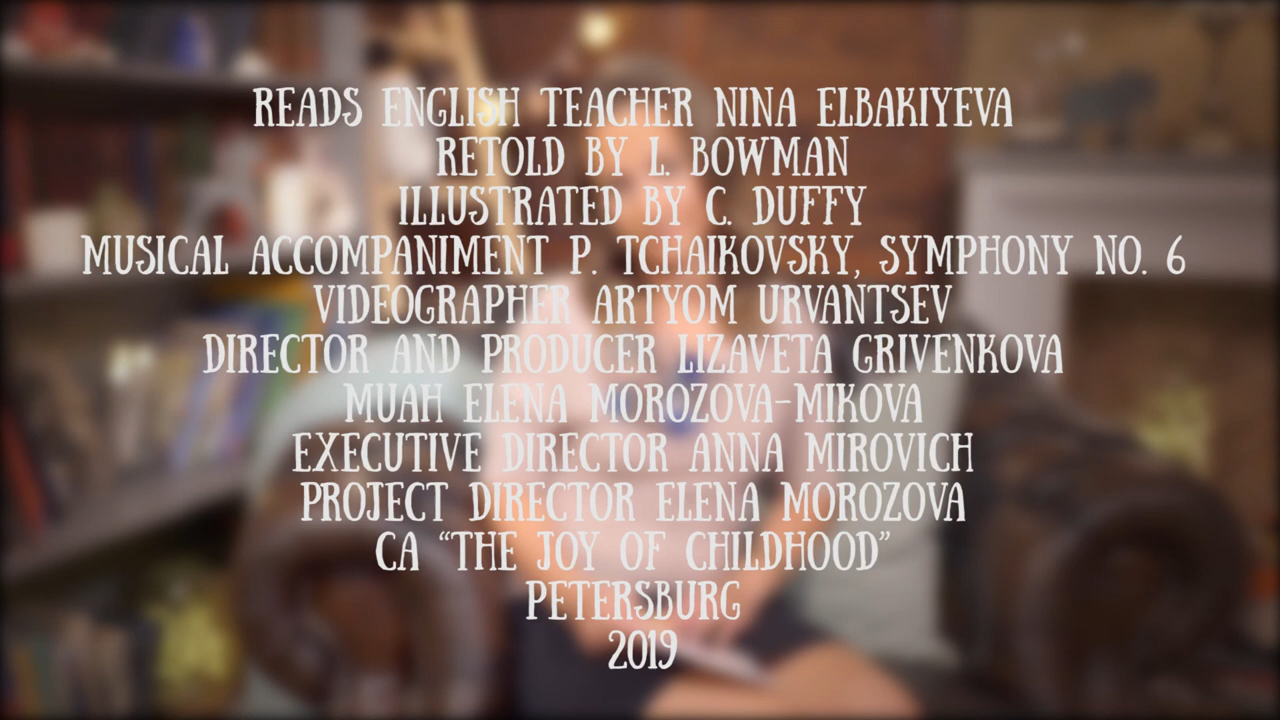 READS ENGLISH TEACHER NINA ELBAKIYEVA
RETOLD BY L. BOWMAN
ILLUSTRATED BY C. DUFFY
MUSICAL ACCOMPANIMENT P. TCHAIKOVSKY, SYMPHONY NO. 6
VIDEOGRAPHER ARTYOM URVANTSEV
DIRECTOR AND PRODUCER LIZAVETA GRIVENKOVA
MUAH ELENA MOROZOVA-MIKOVA
EXECUTIVE DIRECTOR ANNA MIROVICH
PROJECT DIRECTOR ELENA MOROZOVA
CA “THE JOY OF CHILDHOOD”
PETERSBURG
2019